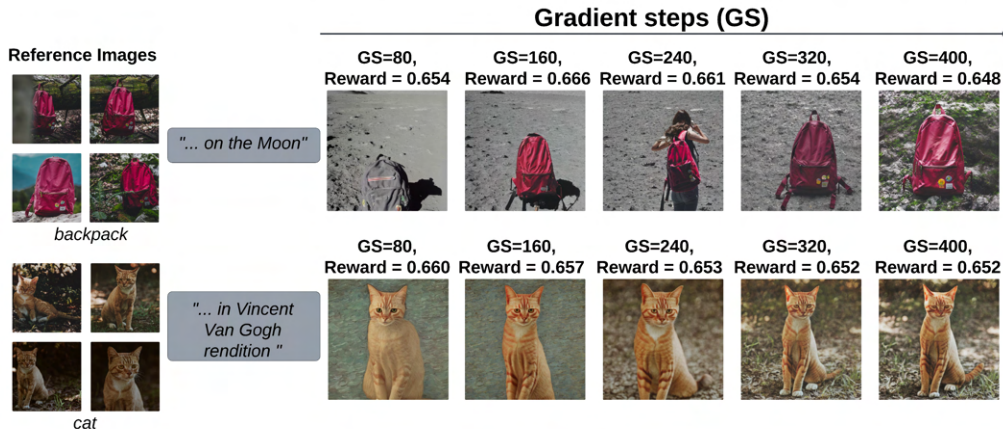 Gradient steps (GS)
Reference Images
GS=80,
Reward = 0.654
GS=160,
Reward = 0.666
GS=240,
Reward = 0.661
GS=320,
Reward = 0.654
GS=400,
Reward = 0.648
"... on the Moon"
backpack
GS=80,
Reward = 0.660
GS=160,
Reward = 0.657
GS=240,
Reward = 0.653
GS=320,
Reward = 0.652
GS=400,
Reward = 0.652
"... in Vincent
Van Gogh
rendition "
cat